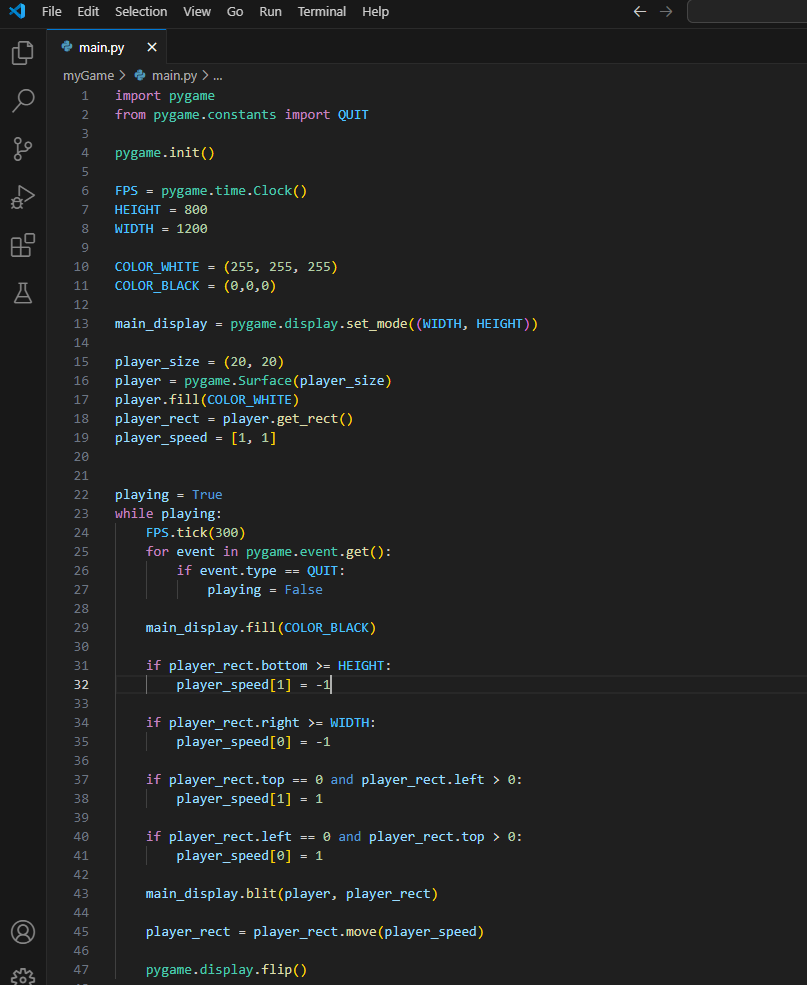 File Edit Selection View Go Run Terminal Help
main.py
myGame > main.py > ...
1 import pygame
2 from pygame.constants import QUIT
3
4 pygame.init()
5
6 FPS = pygame.time.Clock()
7 HEIGHT = 800
8 WIDTH = 1200
9
10 COLOR_WHITE = (255, 255, 255)
11 COLOR_BLACK = (0,0,0)
12
13 main_display = pygame.display.set_mode((WIDTH, HEIGHT))
14
15 player_size = (20, 20)
16 player = pygame.Surface(player_size)
17 player.fill(COLOR_WHITE)
18 player_rect = player.get_rect()
19 player_speed = [1, 1]
20
21
22 playing = True
23 while playing:
24     FPS.tick(300)
25     for event in pygame.event.get():
26         if event.type == QUIT:
27             playing = False
28
29     main_display.fill(COLOR_BLACK)
30
31     if player_rect.bottom >= HEIGHT:
32         player_speed[1] = -1
33
34     if player_rect.right >= WIDTH:
35         player_speed[0] = -1
36
37     if player_rect.top == 0 and player_rect.left > 0:
38         player_speed[1] = 1
39
40     if player_rect.left == 0 and player_rect.top > 0:
41         player_speed[0] = 1
42
43     main_display.blit(player, player_rect)
44
45     player_rect = player_rect.move(player_speed)
46
47     pygame.display.flip()